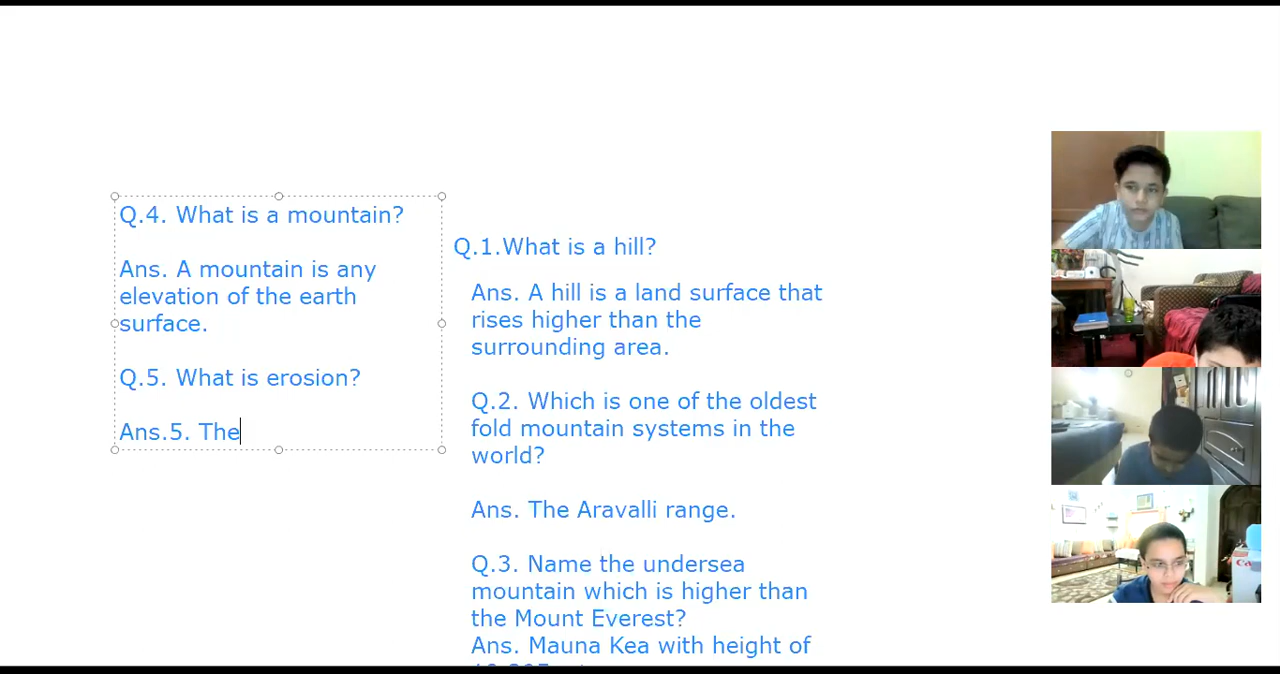 Q.4. What is a mountain?
Ans. A mountain is any
elevation of the earth
surface.
Q.5. What is erosion?
Ans.5. The
Q.1.What is a hill?
Ans. A hill is a land surface that
rises higher than the
surrounding area.
Q.2. Which is one of the oldest
fold mountain systems in the
world?
Ans. The Aravalli range.
Q.3. Name the undersea
mountain which is higher than
the Mount Everest?
Ans. Mauna Kea with height of